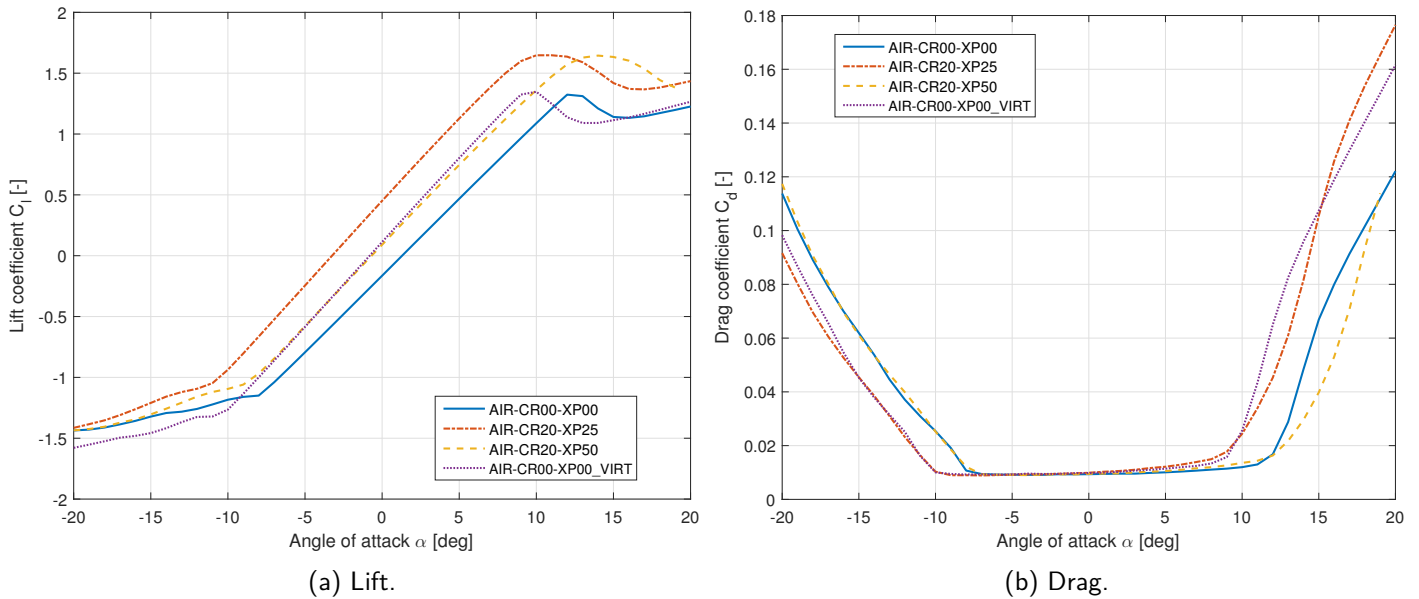 2
1.5
1
0.5
0
-0.5
-1
-1.5
2
Lift coefficient C_l [-]
-20 -15 -10 -5 0 5 10 15 20
Angle of attack α [deg]
AIR-CR00-XP00
AIR-CR20-XP25
AIR-CR20-XP50
AIR-CR00-XP00_VIRT
(a) Lift.
0.18
0.16
0.14
0.12
0.1
0.08
0.06
0.04
0.02
0
Drag coefficient C_d [-]
-20 -15 -10 -5 0 5 10 15 20
Angle of attack α [deg]
AIR-CR00-XP00
AIR-CR20-XP25
AIR-CR20-XP50
AIR-CR00-XP00_VIRT
(b) Drag.